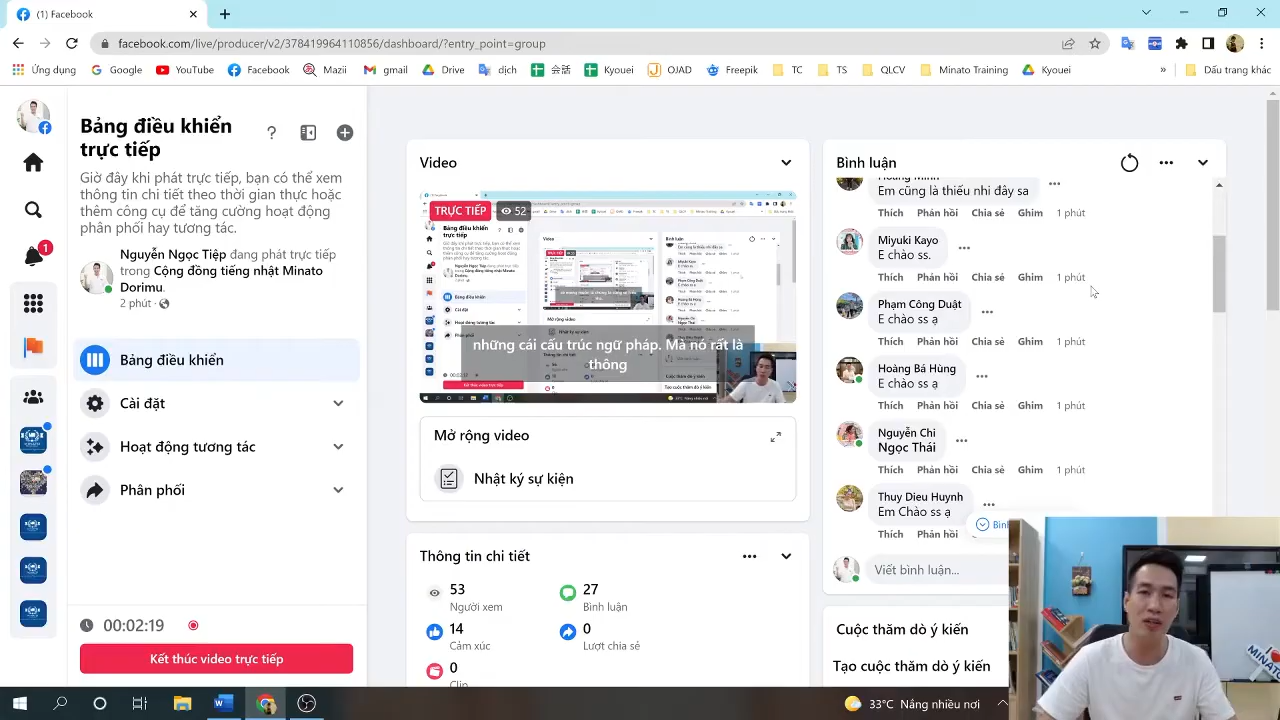 (1) Facebook
facebook.com/live/producer/v2/378419964110856/dashboard/?entry_point=group
Ứng dụng Google YouTube Facebook Mazii gmail Drive dịch 会話 Kyouei OJAD Freepik TC TS QLCV Minato Training Kyouei » Dấu trang khác
Bảng điều khiển
trực tiếp
?
Giờ đây khi phát trực tiếp, bạn có thể xem
thông tin chi tiết theo thời gian thực hoặc
thêm công cụ để tăng cường hoạt động
phân phối hay tương tác.
Nguyễn Ngọc Tiệp đang phát trực tiếp
trong Cộng đồng tiếng nhật Minato
Dorimu.
2 phút ·
1
Bảng điều khiển
Cài đặt
Hoạt động tương tác
Phân phối
00:02:19
Kết thúc video trực tiếp
Video
TRỰC TIẾP 52
những cái cấu trúc ngữ pháp. Mà nó rất là
thông
Mở rộng video
Nhật ký sự kiện
Thông tin chi tiết
53
Người xem
27
Bình luận
14
Cảm xúc
0
Lượt chia sẻ
0
Clip
Bình luận
Hoàng Minh
Em cũng là thiếu nhi đây sa
Thích Phản hồi Chia sẻ Ghim 1 phút
Miyuki Kayo
E chào ss.
Thích Phản hồi Chia sẻ Ghim 1 phút
Phạm Công Duật
E chào ss ạ
Thích Phản hồi Chia sẻ Ghim 1 phút
Hoàng Bá Hùng
E chào ss ạ
Thích Phản hồi Chia sẻ Ghim 1 phút
Nguyễn Chi
Ngọc Thái
Thích Phản hồi Chia sẻ Ghim 1 phút
Thuy Dieu Huynh
Em Chào ss ạ
Thích Phản hồi
Viết bình luận...
Cuộc thăm dò ý kiến
Tạo cuộc thăm dò ý kiến
33°C Nắng nhiều nơi